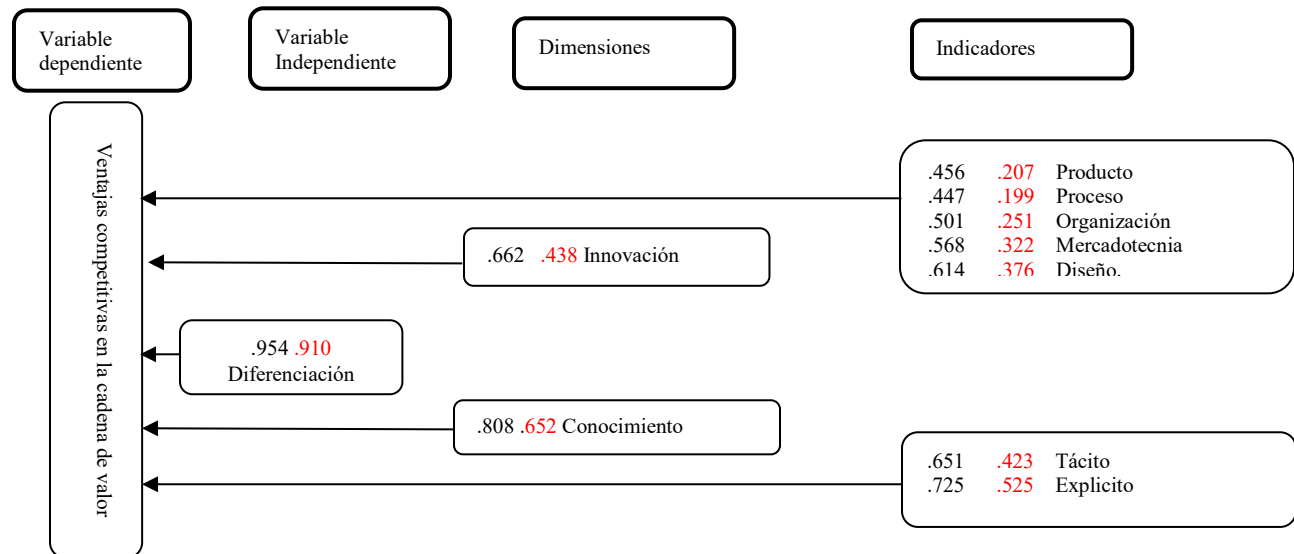 Variable
dependiente
Variable
Independiente
Dimensiones
Indicadores
Ventajas competitivas en la cadena de valor
.456 .207 Producto
.447 .199 Proceso
.501 .251 Organización
.568 .322 Mercadotecnia
.614 .376 Diseño.
.662 .438 Innovación
.954 .910
Diferenciación
.808 .652 Conocimiento
.651 .423 Tácito
.725 .525 Explicito